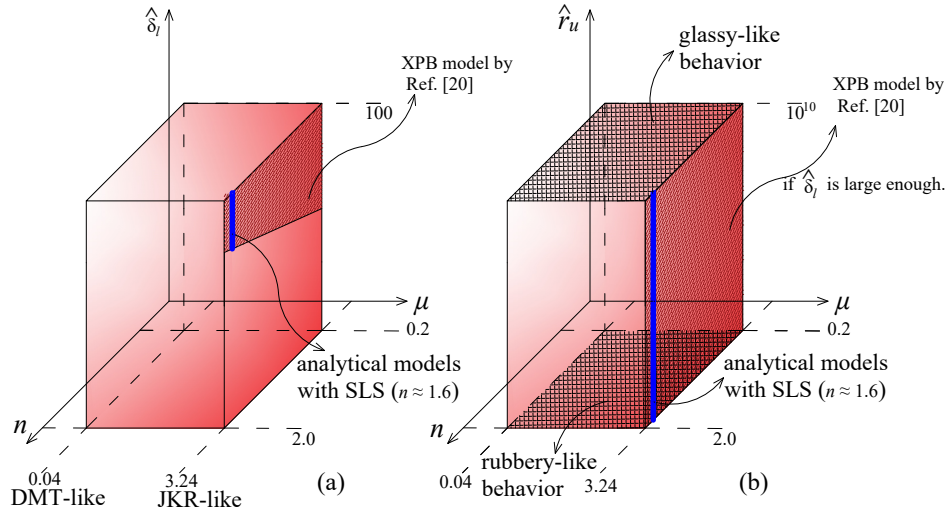 δ̂ₗ
XPB model by
Ref. [20]
100
μ
0.2
analytical models
with SLS (n ≈ 1.6)
n
2.0
0.04
3.24
DMT-like
JKR-like
(a)
r̂ᵤ
glassy-like
behavior
XPB model by
Ref. [20]
10¹⁰
if δ̂ₗ is large enough.
μ
0.2
analytical models
with SLS (n ≈ 1.6)
n
2.0
rubbery-like
behavior
0.04
3.24
(b)